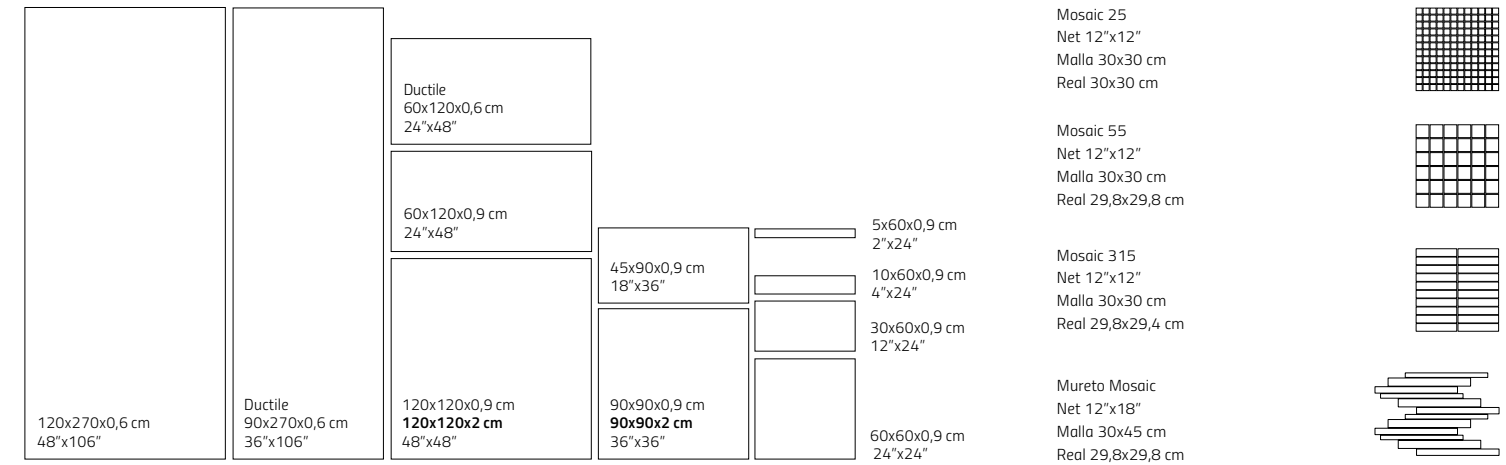 120x270x0,6 cm
48”x106”
Ductile
90x270x0,6 cm
36”x106”
Ductile
60x120x0,6 cm
24”x48”
60x120x0,9 cm
24”x48”
120x120x0,9 cm
120x120x2 cm
48”x48”
45x90x0,9 cm
18”x36”
90x90x0,9 cm
90x90x2 cm
36”x36”
5x60x0,9 cm
2”x24”
10x60x0,9 cm
4”x24”
30x60x0,9 cm
12”x24”
60x60x0,9 cm
24”x24”
Mosaic 25
Net 12”x12”
Malla 30x30 cm
Real 30x30 cm
Mosaic 55
Net 12”x12”
Malla 30x30 cm
Real 29,8x29,8 cm
Mosaic 315
Net 12”x12”
Malla 30x30 cm
Real 29,8x29,4 cm
Mureto Mosaic
Net 12”x18”
Malla 30x45 cm
Real 29,8x29,8 cm